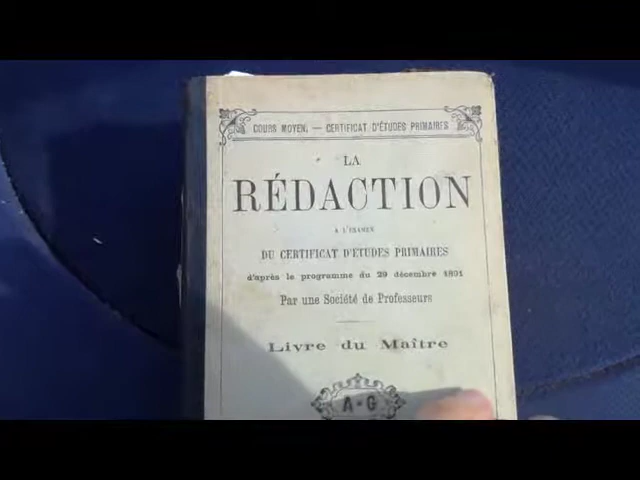 COURS MOYEN. — CERTIFICAT D'ÉTUDES PRIMAIRES
LA
RÉDACTION
A L'EXAMEN
DU CERTIFICAT D'ÉTUDES PRIMAIRES
d'après le programme du 29 décembre 1891
Par une Société de Professeurs
Livre du Maître
A-G